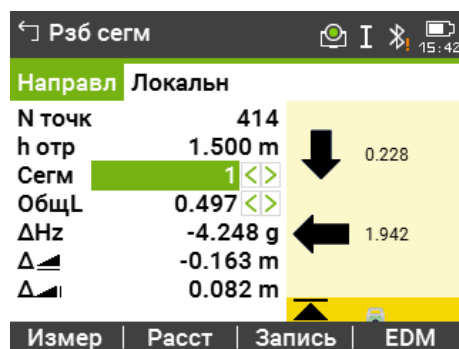 Рзб сегм I 15:42
Направл Локальн
N точк 414
h отр 1.500 m
Сегм 1
ОбщL 0.497
ΔHz -4.248 g
Δ -0.163 m
Δ 0.082 m
0.228
1.942
Измер | Расст | Запись | EDM